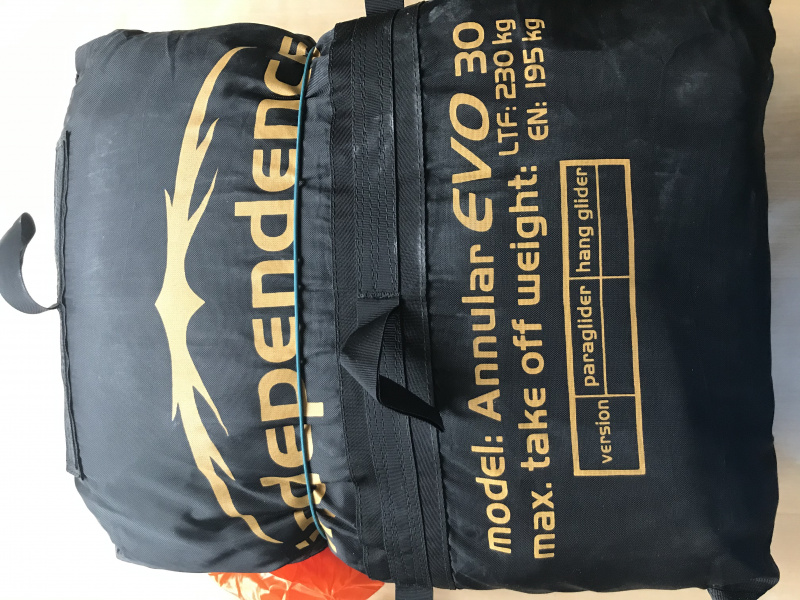 independence
model: Annular EVO 30
max. take off weight: LTF: 230 kg
EN: 195 kg
version paraglider hang glider